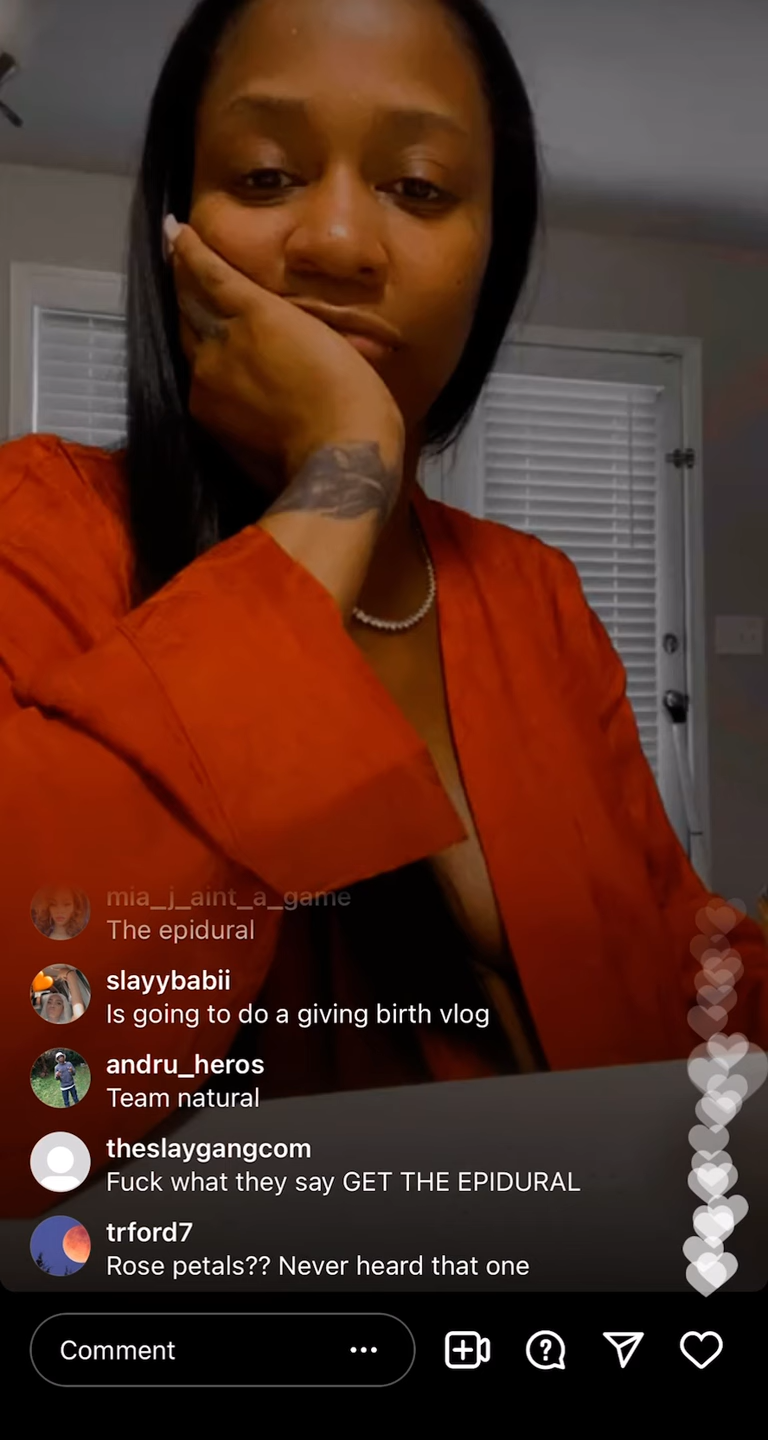 mia_j_aint_a_game
The epidural
slayybabii
Is going to do a giving birth vlog
andru_heros
Team natural
theslaygangcom
Fuck what they say GET THE EPIDURAL
trford7
Rose petals?? Never heard that one
Comment